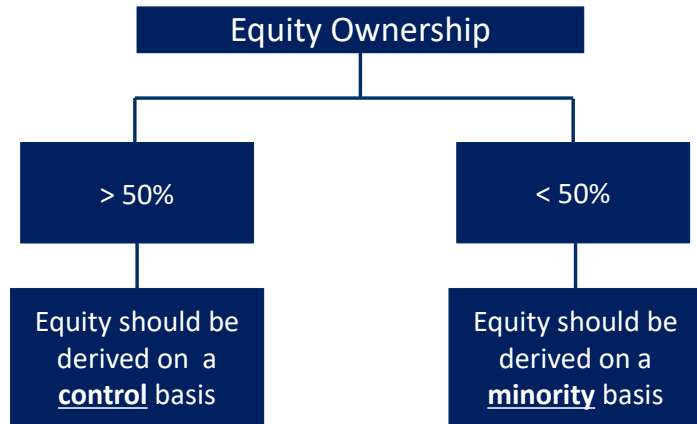 Equity Ownership
> 50%
< 50%
Equity should be
derived on a
control basis
Equity should be
derived on a
minority basis